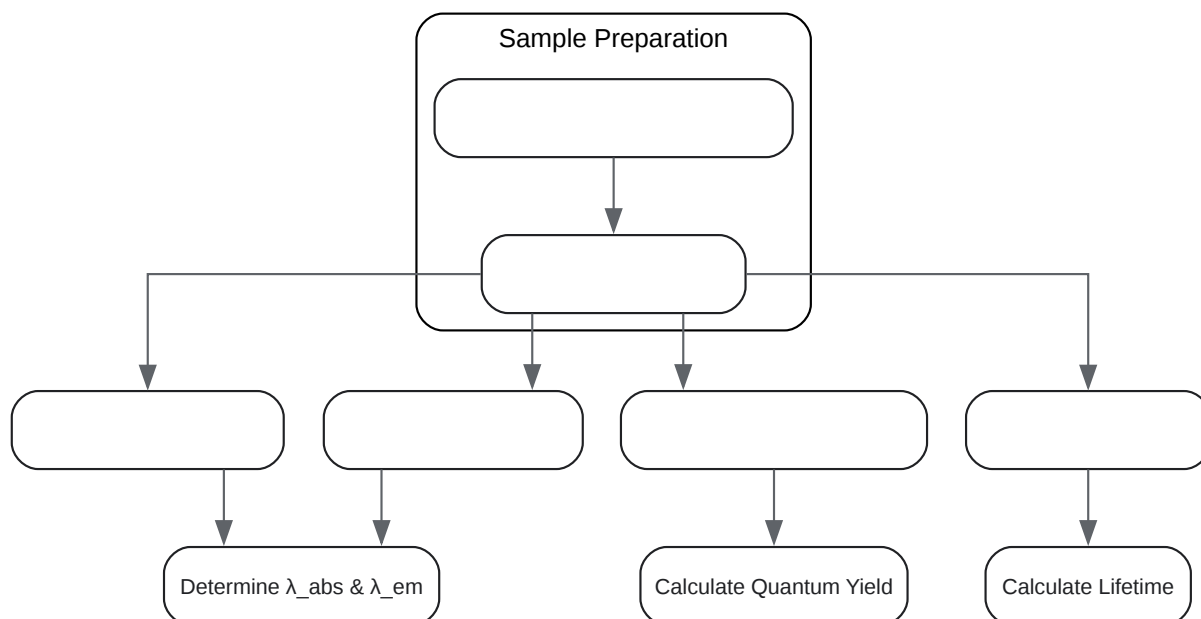 Sample Preparation
Determine λ_abs & λ_em
Calculate Quantum Yield
Calculate Lifetime